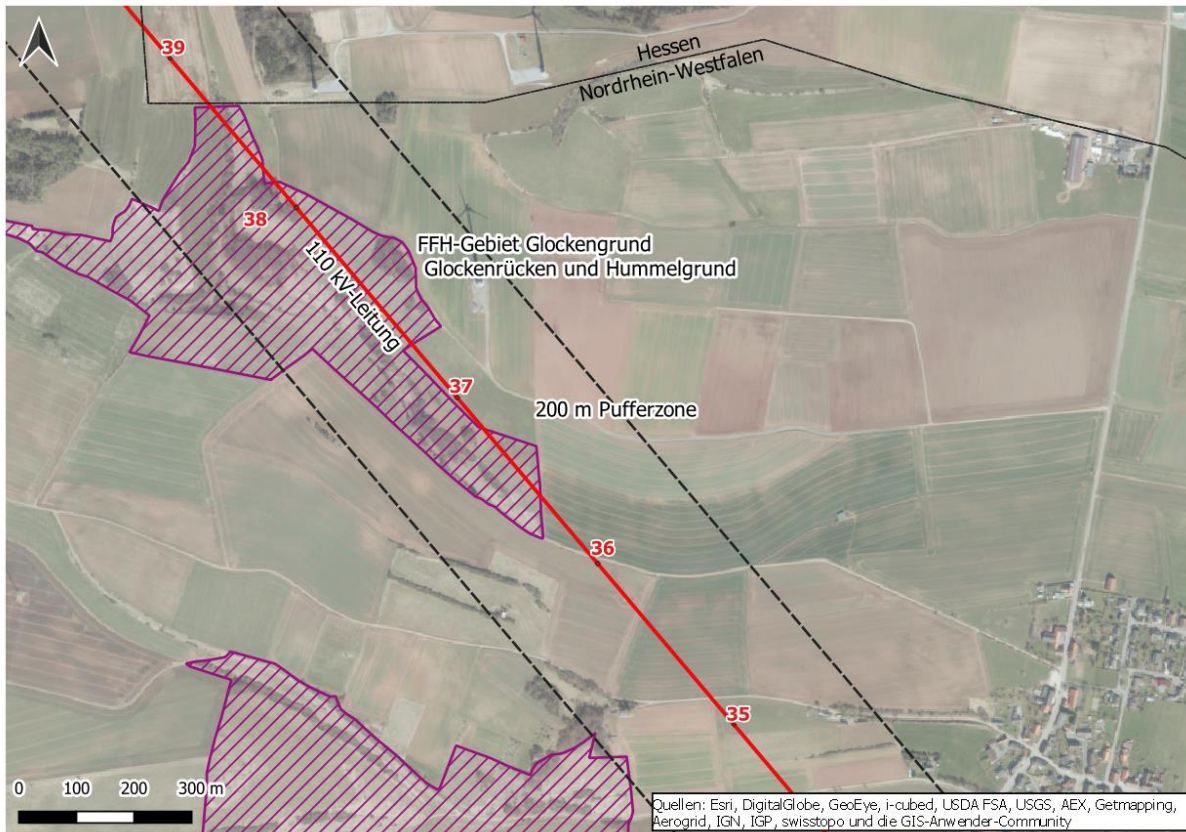 39
Hessen
Nordrhein-Westfalen
38
110 kV-Leitung
FFH-Gebiet Glockengrund
Glockenrücken und Hummelgrund
37
200 m Pufferzone
36
35
0 100 200 300 m
Quellen: Esri, DigitalGlobe, GeoEye, i-cubed, USDA FSA, USGS, AEX, Getmapping,
Aerogrid, IGN, IGP, swisstopo und die GIS-Anwender-Community